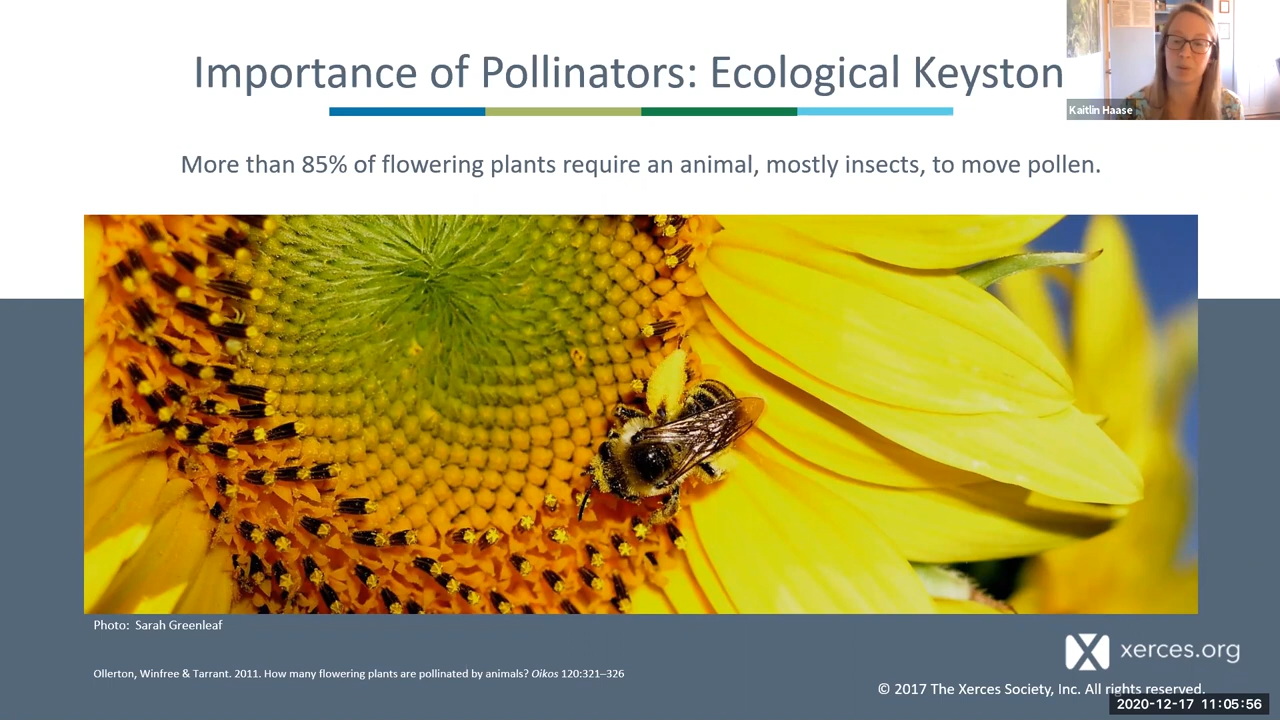 Importance of Pollinators: Ecological Keyston
Kaitlin Haase
More than 85% of flowering plants require an animal, mostly insects, to move pollen.
Photo: Sarah Greenleaf
xerces.org
Ollerton, Winfree & Tarrant. 2011. How many flowering plants are pollinated by animals? Oikos 120:321–326
© 2017 The Xerces Society, Inc. All rights reserved.
2020-12-17 11:05:56